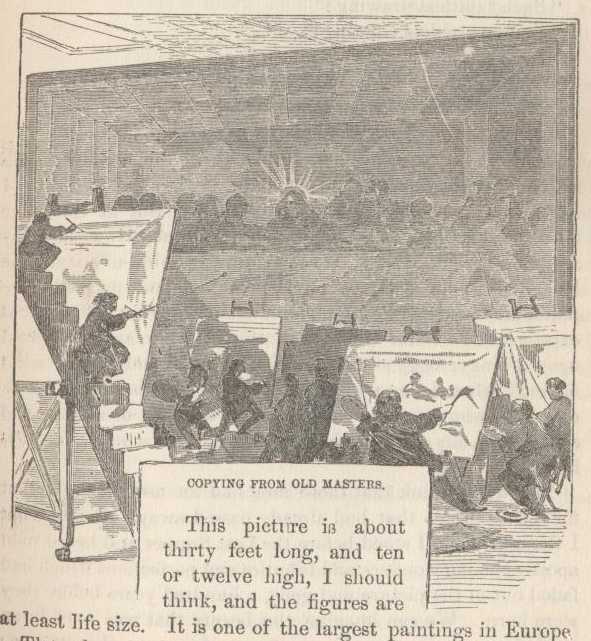 COPYING FROM OLD MASTERS.
This picture is about
thirty feet long, and ten
or twelve high, I should
think, and the figures are
at least life size. It is one of the largest paintings in Europe